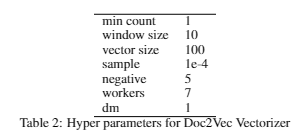 min count 1
window size 10
vector size 100
sample 1e-4
negative 5
workers 7
dm 1
Table 2: Hyper parameters for Doc2Vec Vectorizer